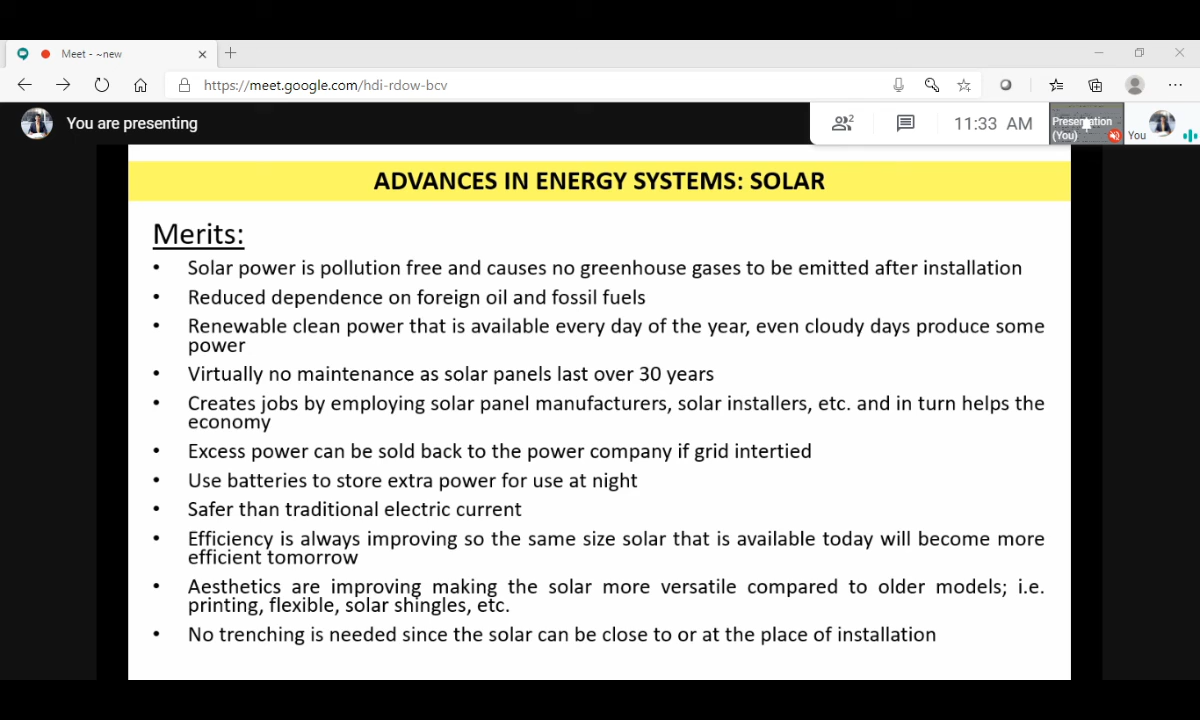 Meet - ~new
https://meet.google.com/hdi-rdow-bcv
You are presenting
2
11:33 AM
Presentation
(You)
You
ADVANCES IN ENERGY SYSTEMS: SOLAR
Merits:
• Solar power is pollution free and causes no greenhouse gases to be emitted after installation
• Reduced dependence on foreign oil and fossil fuels
• Renewable clean power that is available every day of the year, even cloudy days produce some
power
• Virtually no maintenance as solar panels last over 30 years
• Creates jobs by employing solar panel manufacturers, solar installers, etc. and in turn helps the
economy
• Excess power can be sold back to the power company if grid intertied
• Use batteries to store extra power for use at night
• Safer than traditional electric current
• Efficiency is always improving so the same size solar that is available today will become more
efficient tomorrow
• Aesthetics are improving making the solar more versatile compared to older models; i.e.
printing, flexible, solar shingles, etc.
• No trenching is needed since the solar can be close to or at the place of installation